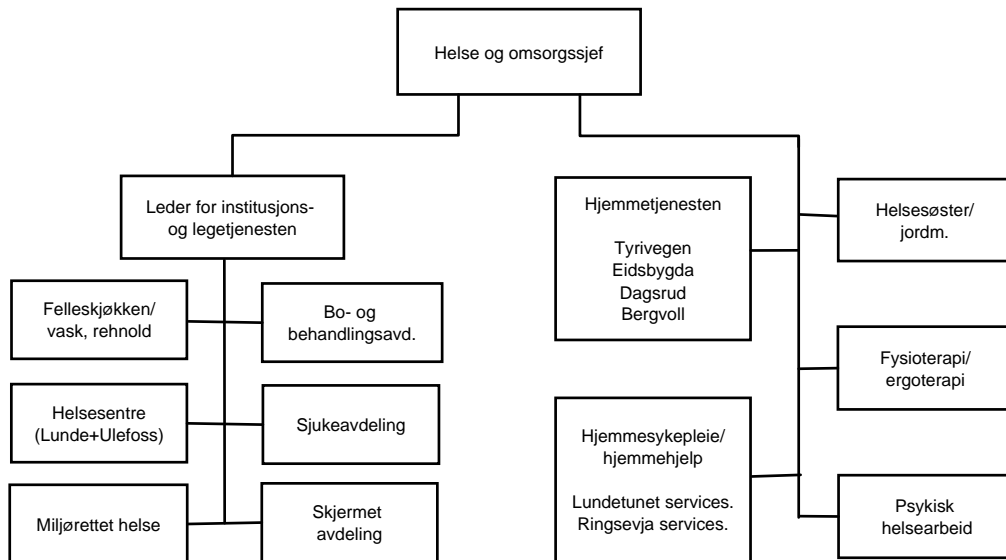 Helse og omsorgssjef
Leder for institusjons-
og legetjenesten
Felleskjøkken/
vask, rehnold
Bo- og
behandlingsavd.
Helsesentre
(Lunde+Ulefoss)
Sjukeavdeling
Miljørettet helse
Skjermet
avdeling
Hjemmetjenesten
Tyrivegen
Eidsbygda
Dagsrud
Bergvoll
Hjemmesykepleie/
hjemmehjelp
Lundetunet services.
Ringsevja services.
Helsesøster/
jordm.
Fysioterapi/
ergoterapi
Psykisk
helsearbeid